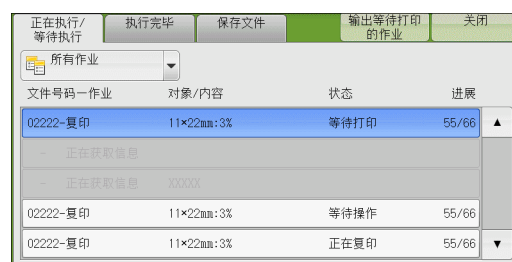 正在执行/
等待执行
执行完毕
保存文件
输出等待打印
的作业
关闭
所有作业
文件号码—作业 对象/内容 状态 进展
02222-复印 11×22mm:3% 等待打印 55/66
- 正在获取信息
- 正在获取信息 XXXXX
02222-复印 11×22mm:3% 等待操作 55/66
02222-复印 11×22mm:3% 正在复印 55/66